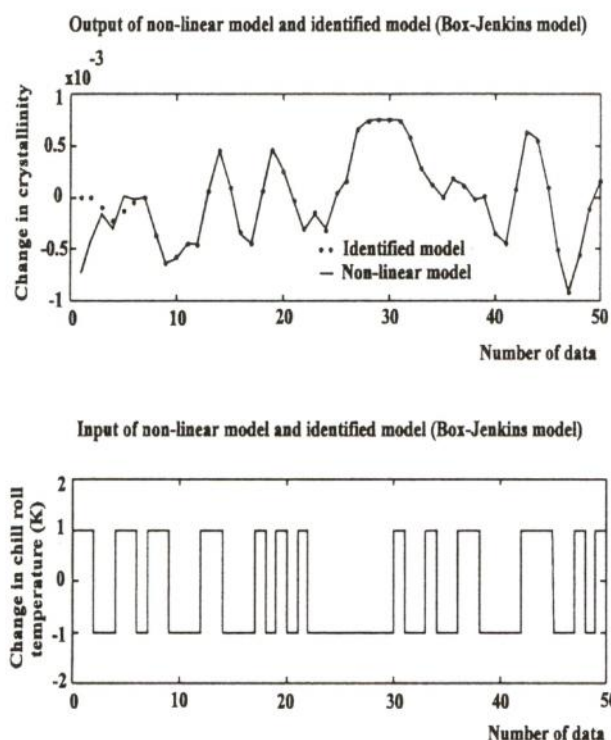 Output of non-linear model and identified model (Box-Jenkins model)
x10 -3
1
0.5
0
-0.5
-1
Change in crystallinity
Identified model
Non-linear model
0 10 20 30 40 50
Number of data
Input of non-linear model and identified model (Box-Jenkins model)
2
1
0
-1
-2
Change in chill roll
temperature (K)
0 10 20 30 40 50
Number of data